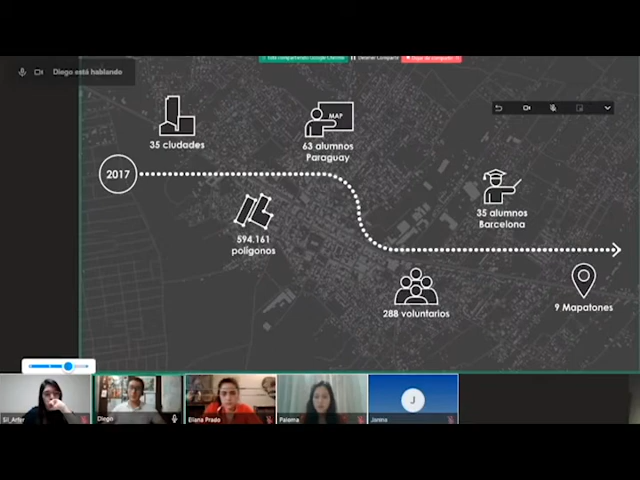 Diego está hablando
MAP
35 ciudades
63 alumnos
Paraguay
2017
35 alumnos
Barcelona
594.161
polígonos
288 voluntarios
9 Mapatones
Diego
Eliana Prado
Paloma
J